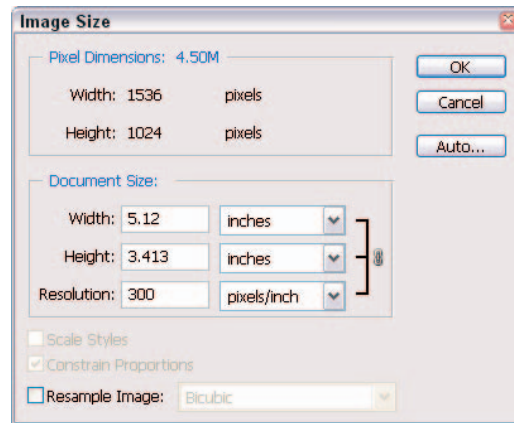 Image Size
Pixel Dimensions: 4.50M
Width: 1536 pixels
Height: 1024 pixels
OK
Cancel
Auto...
Document Size:
Width: 5.12 inches
Height: 3.413 inches
Resolution: 300 pixels/inch
Scale Styles
Constrain Proportions
Resample Image: Bicubic